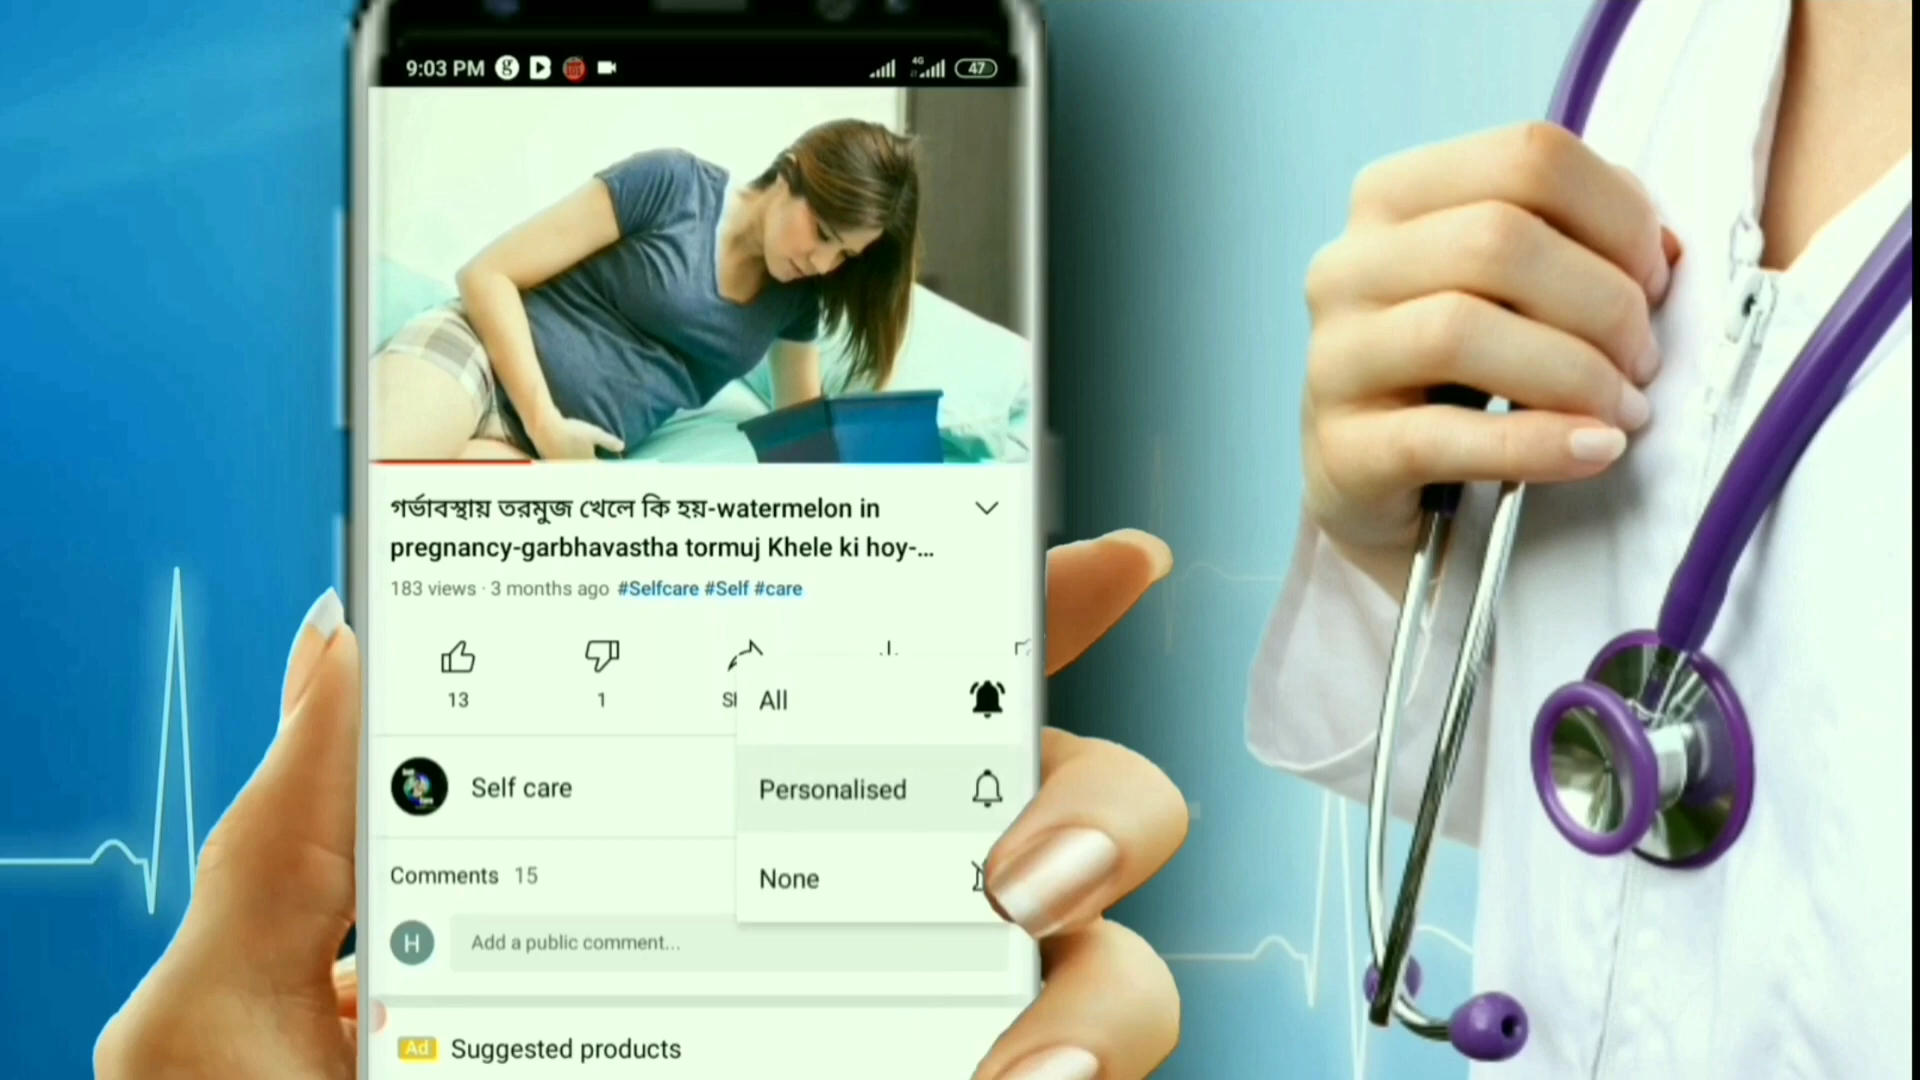 9:03 PM
4G
47
গর্ভাবস্থায় তরমুজ খেলে কি হয়-watermelon in
pregnancy-garbhavastha tormuj Khele ki hoy-...
183 views · 3 months ago #Selfcare #Self #care
13
1
All
Self care
Personalised
Comments 15
None
H
Add a public comment...
Ad Suggested products